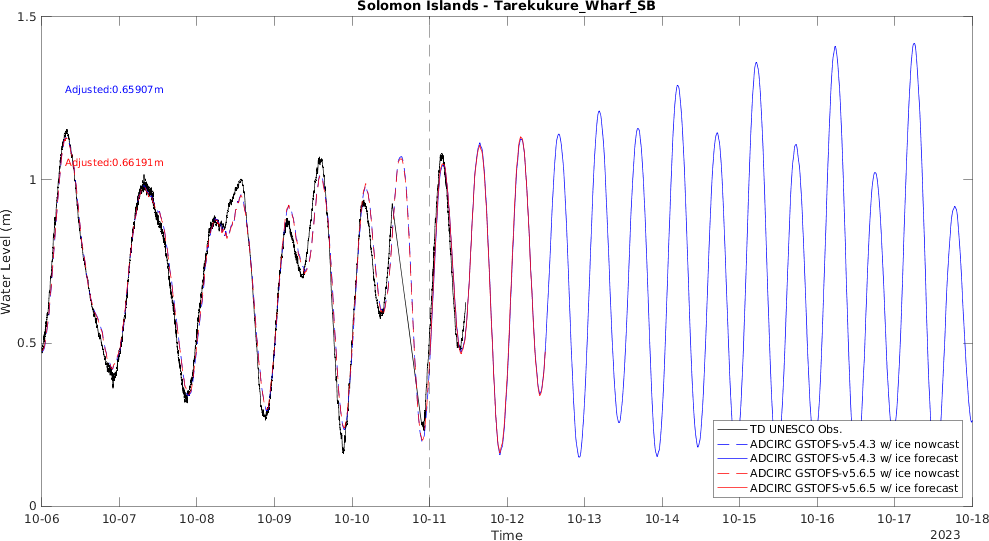 Solomon Islands - Tarekukure_Wharf_SB
1.5
Adjusted:0.65907m
Adjusted:0.66191m
1
Water Level (m)
0.5
TD UNESCO Obs.
ADCIRC GSTOFS-v5.4.3 w/ ice nowcast
ADCIRC GSTOFS-v5.4.3 w/ ice forecast
ADCIRC GSTOFS-v5.6.5 w/ ice nowcast
ADCIRC GSTOFS-v5.6.5 w/ ice forecast
0
10-06 10-07 10-08 10-09 10-10 10-11 10-12 10-13 10-14 10-15 10-16 10-17 10-18
Time
2023